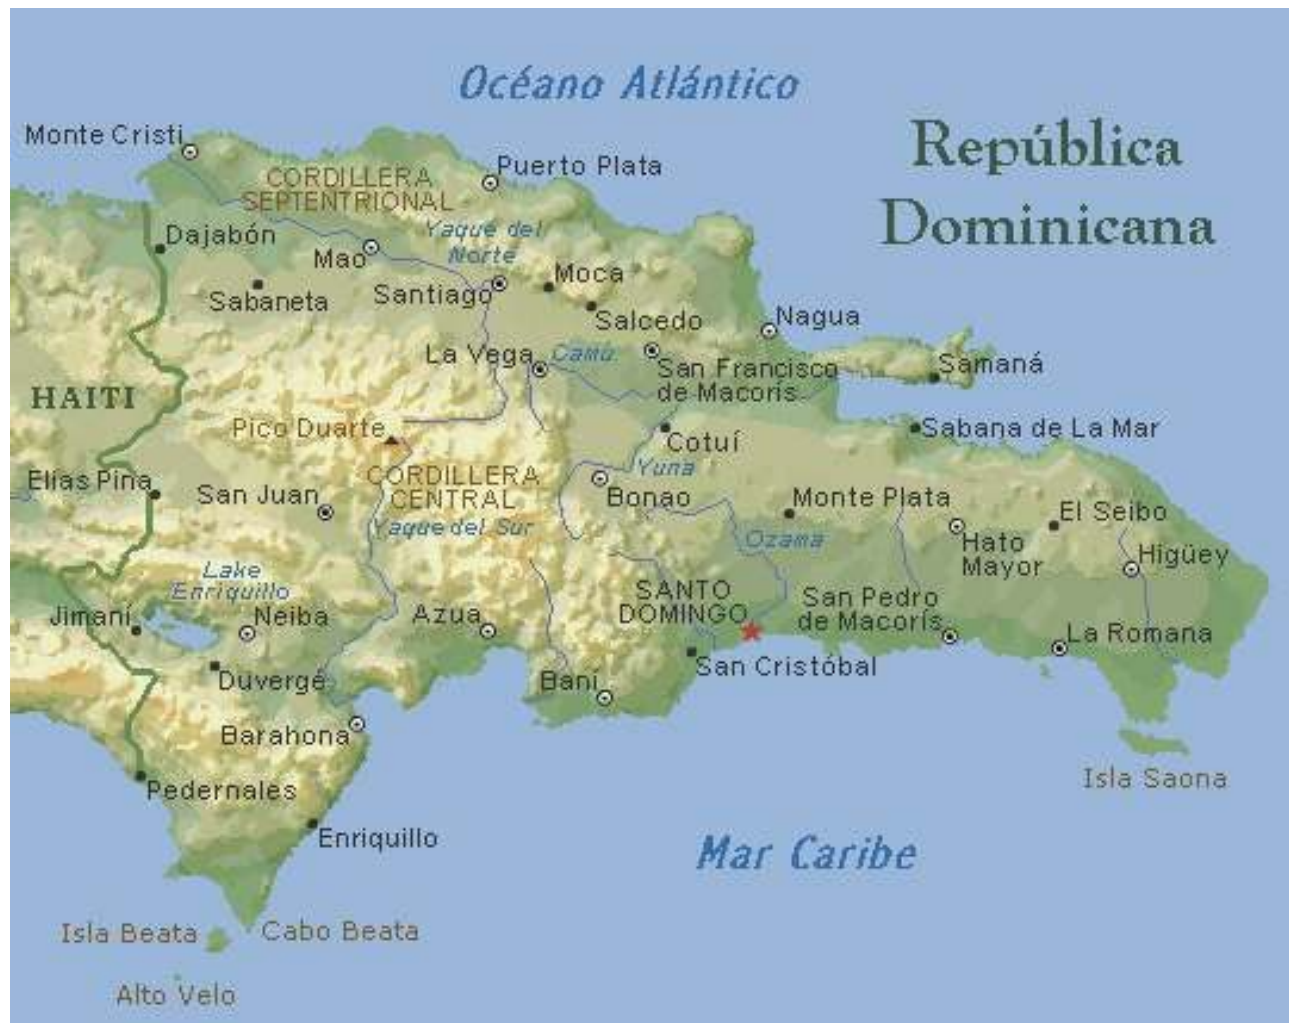 Océano Atlántico
República
Dominicana
Monte Cristi
Puerto Plata
CORDILLERA
SEPTENTRIONAL
Dajabón
Yaque del
Norte
Mao
Moca
Sabaneta
Santiago
Salcedo
Nagua
La Vega
Camú
San Francisco
de Macorís
Samaná
HAITI
Pico Duarte
Cotuí
Sabana de La Mar
CORDILLERA
CENTRAL
Yuna
Elías Pina
San Juan
Bonao
Monte Plata
El Seibo
Yaque del Sur
Ozama
Hato
Mayor
Higüey
Lake
Enriquillo
SANTO
DOMINGO
San Pedro
de Macorís
Jimaní
Neiba
Azua
La Romana
Duvergé
Baní
San Cristóbal
Barahona
Isla Saona
Pedernales
Enriquillo
Mar Caribe
Isla Beata
Cabo Beata
Alto Velo